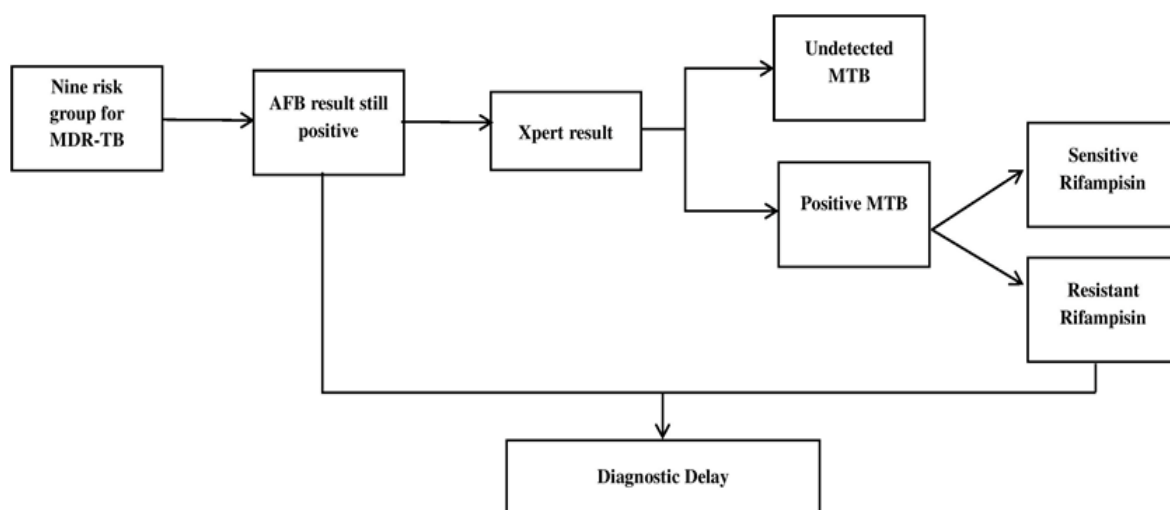 Nine risk
group for
MDR-TB
AFB result still
positive
Xpert result
Undetected
MTB
Positive MTB
Sensitive
Rifampisin
Resistant
Rifampisin
Diagnostic Delay